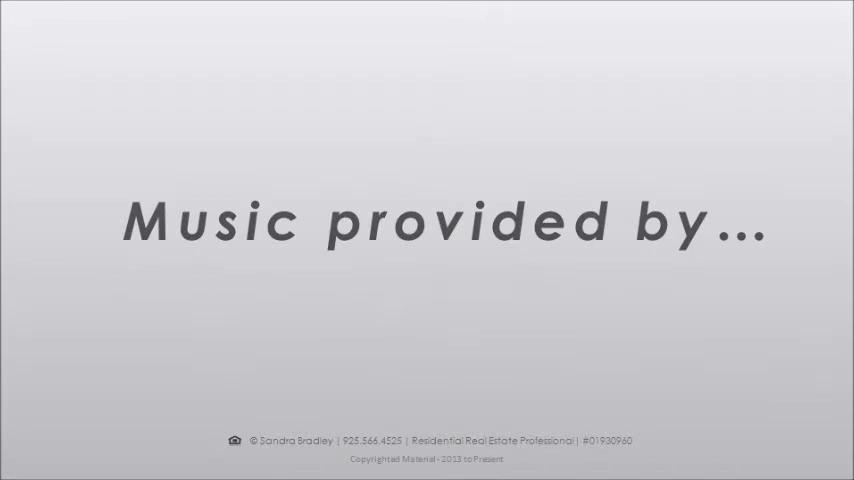 Music provided by...
© Sandra Bradley | 925.566.4525 | Residential Real Estate Professional | #01930960
Copyrighted Material - 2013 to Present